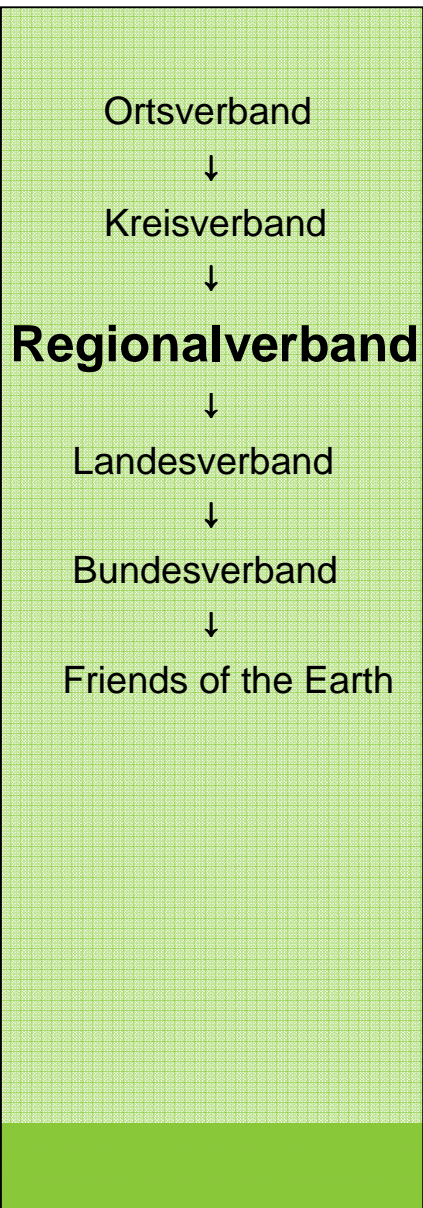 Ortsverband
↓
Kreisverband
↓
Regionalverband
↓
Landesverband
↓
Bundesverband
↓
Friends of the Earth